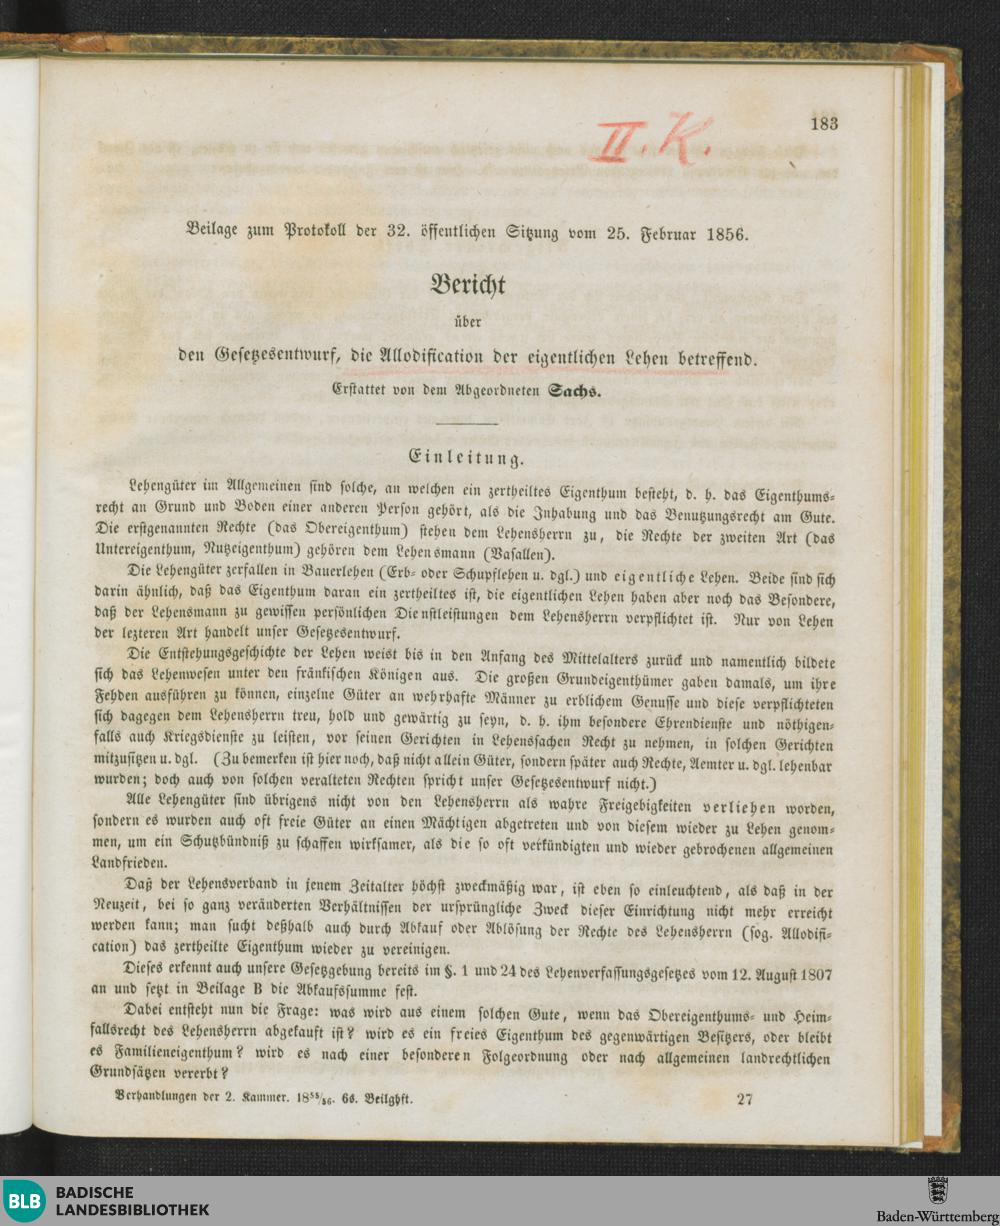 183
II. K.
Beilage zum Protokoll der 32. öffentlichen Sitzung vom 25. Februar 1856.
Bericht
über
den Gesetzesentwurf, die Allodification der eigentlichen Lehen betreffend.
Erstattet von dem Abgeordneten Sachs.
Einleitung.
Lehengüter im Allgemeinen sind solche, an welchen ein zertheiltes Eigenthum besteht, d. h. das Eigenthums-
recht an Grund und Boden einer anderen Person gehört, als die Inhabung und das Benutzungsrecht am Gute.
Die erstgenannten Rechte (das Obereigenthum) stehen dem Lehensherrn zu, die Rechte der zweiten Art (das
Untereigenthum, Nutzeigenthum) gehören dem Lehensmann (Vasallen).
Die Lehengüter zerfallen in Bauerlehen (Erb- oder Schupflehen u. dgl.) und eigentliche Lehen. Beide sind sich
darin ähnlich, daß das Eigenthum daran ein zertheiltes ist, die eigentlichen Lehen haben aber noch das Besondere,
daß der Lehensmann zu gewissen persönlichen Dienstleistungen dem Lehensherrn verpflichtet ist. Nur von Lehen
der lezteren Art handelt unser Gesetzesentwurf.
Die Entstehungsgeschichte der Lehen weist bis in den Anfang des Mittelalters zurück und namentlich bildete
sich das Lehenwesen unter den fränkischen Königen aus. Die großen Grundeigenthümer gaben damals, um ihre
Fehden ausführen zu können, einzelne Güter an wehrhafte Männer zu erblichem Genusse und diese verpflichteten
sich dagegen dem Lehensherrn treu, hold und gewärtig zu seyn, d. h. ihm besondere Ehrendienste und nöthigen-
falls auch Kriegsdienste zu leisten, vor seinen Gerichten in Lehenssachen Recht zu nehmen, in solchen Gerichten
mitzusitzen u. dgl. (Zu bemerken ist hier noch, daß nicht allein Güter, sondern später auch Rechte, Aemter u. dgl. lehenbar
wurden; doch auch von solchen veralteten Rechten spricht unser Gesetzesentwurf nicht.)
Alle Lehengüter sind übrigens nicht von den Lehensherrn als wahre Freigebigkeiten verliehen worden,
sondern es wurden auch oft freie Güter an einen Mächtigen abgetreten und von diesem wieder zu Lehen genom-
men, um ein Schutzbündniß zu schaffen wirksamer, als die so oft verkündigten und wieder gebrochenen allgemeinen
Landfrieden.
Daß der Lehensverband in jenem Zeitalter höchst zweckmäßig war, ist eben so einleuchtend, als daß in der
Neuzeit, bei so ganz veränderten Verhältnissen der ursprüngliche Zweck dieser Einrichtung nicht mehr erreicht
werden kann; man sucht deßhalb auch durch Abkauf oder Ablösung der Rechte des Lehensherrn (sog. Allodifi-
cation) das zertheilte Eigenthum wieder zu vereinigen.
Dieses erkennt auch unsere Gesetzgebung bereits im §. 1 und 24 des Lehenverfassungsgesetzes vom 12. August 1807
an und setzt in Beilage B die Abkaufssumme fest.
Dabei entsteht nun die Frage: was wird aus einem solchen Gute, wenn das Obereigenthums- und Heim-
fallsrecht des Lehensherrn abgekauft ist? wird es ein freies Eigenthum des gegenwärtigen Besitzers, oder bleibt
es Familieneigenthum? wird es nach einer besonderen Folgeordnung oder nach allgemeinen landrechtlichen
Grundsätzen vererbt?
Verhandlungen der 2. Kammer. 18⁵⁵/₅₆. 6s. Beilghft.
27
BLB
BADISCHE
LANDESBIBLIOTHEK
Baden-Württemberg